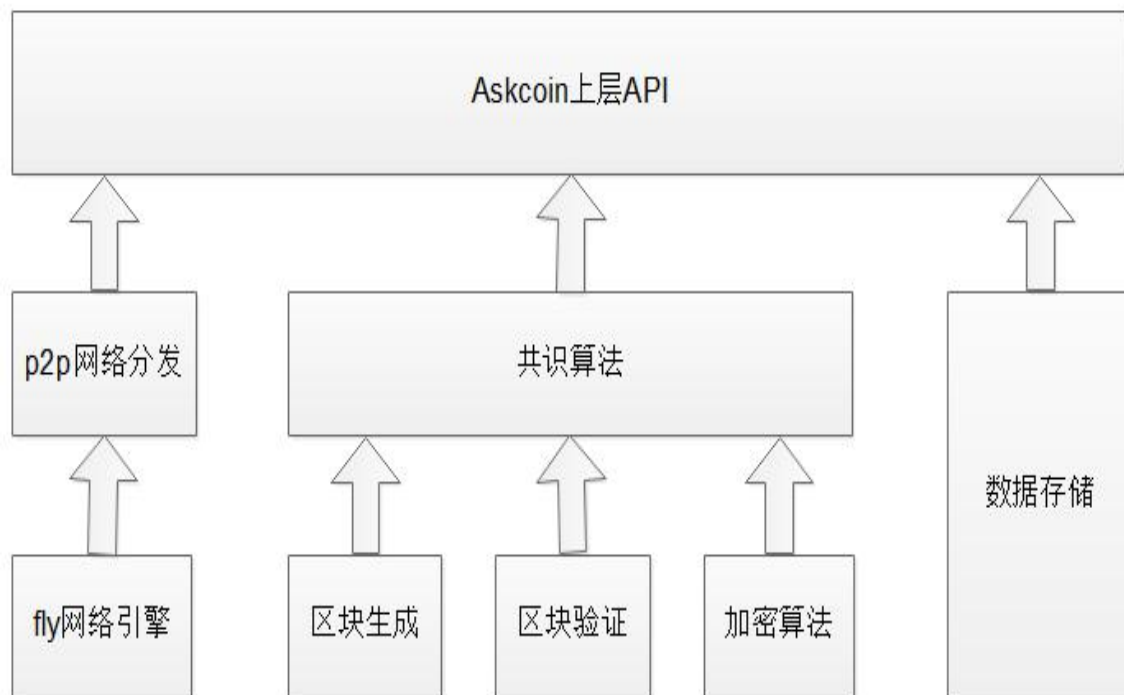 Askcoin上层API
p2p网络分发
共识算法
数据存储
fly网络引擎
区块生成
区块验证
加密算法